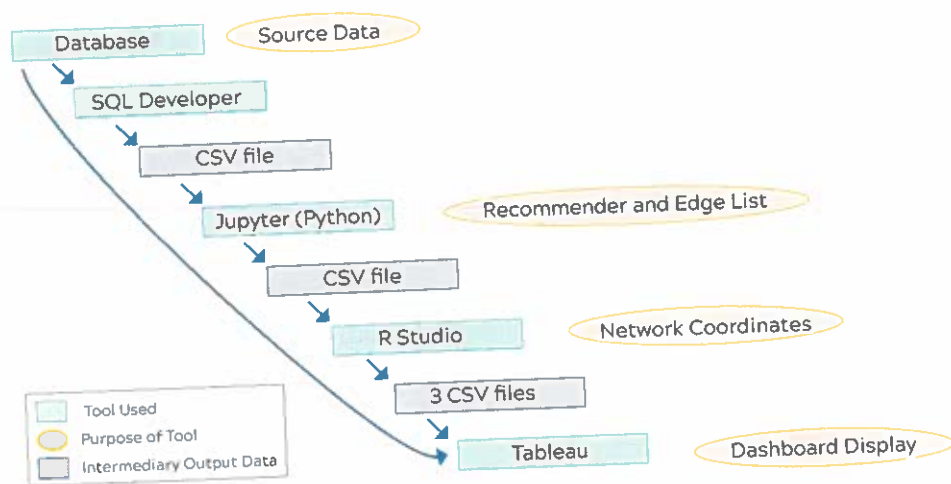 Database
Source Data
SQL Developer
CSV file
Jupyter (Python)
Recommender and Edge List
CSV file
R Studio
Network Coordinates
3 CSV files
Tableau
Dashboard Display
Tool Used
Purpose of Tool
Intermediary Output Data